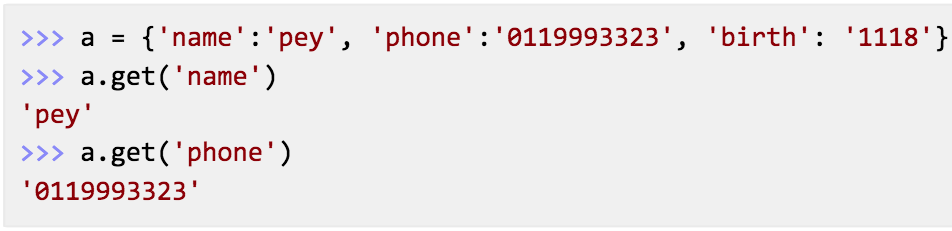 >>> a = {'name':'pey', 'phone':'0119993323', 'birth': '1118'}
>>> a.get('name')
'pey'
>>> a.get('phone')
'0119993323'